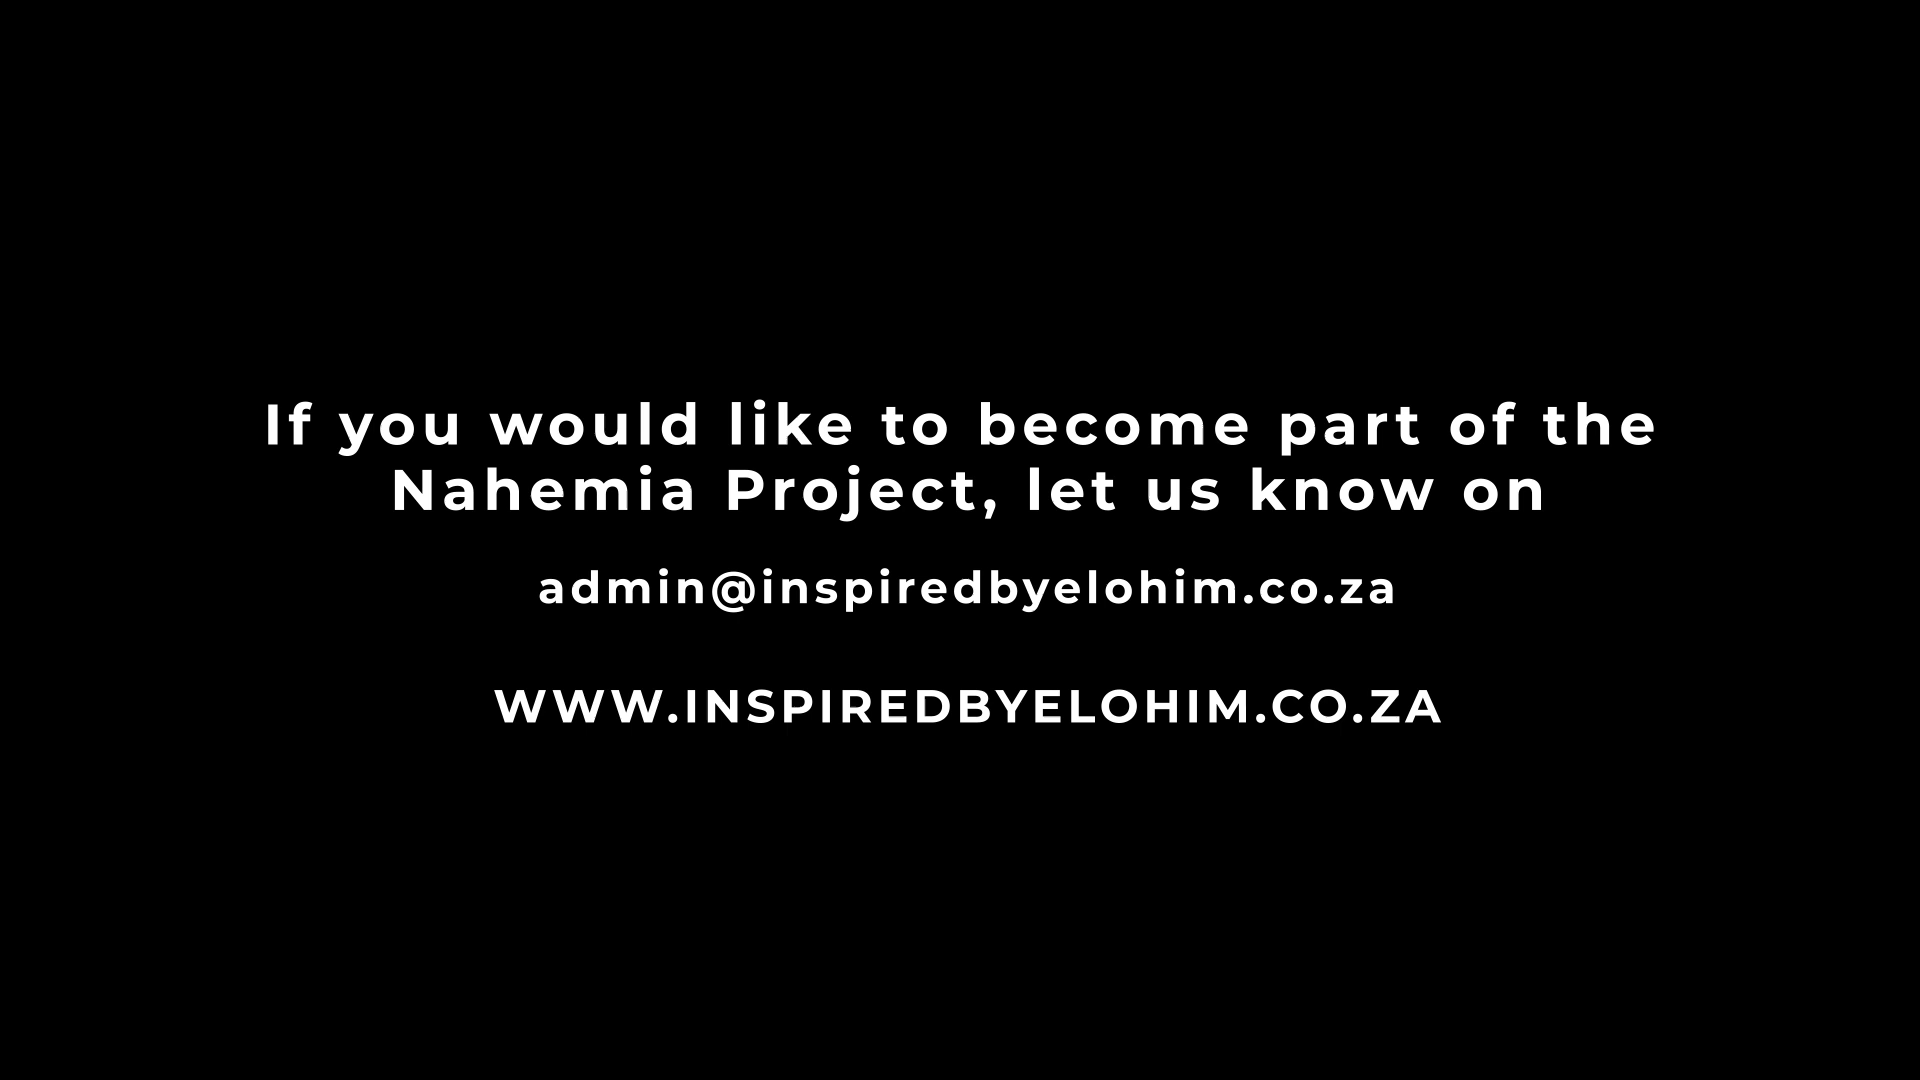 If you would like to become part of the
Nahemia Project, let us know on
admin@inspiredbyelohim.co.za
WWW.INSPIREDBYELOHIM.CO.ZA